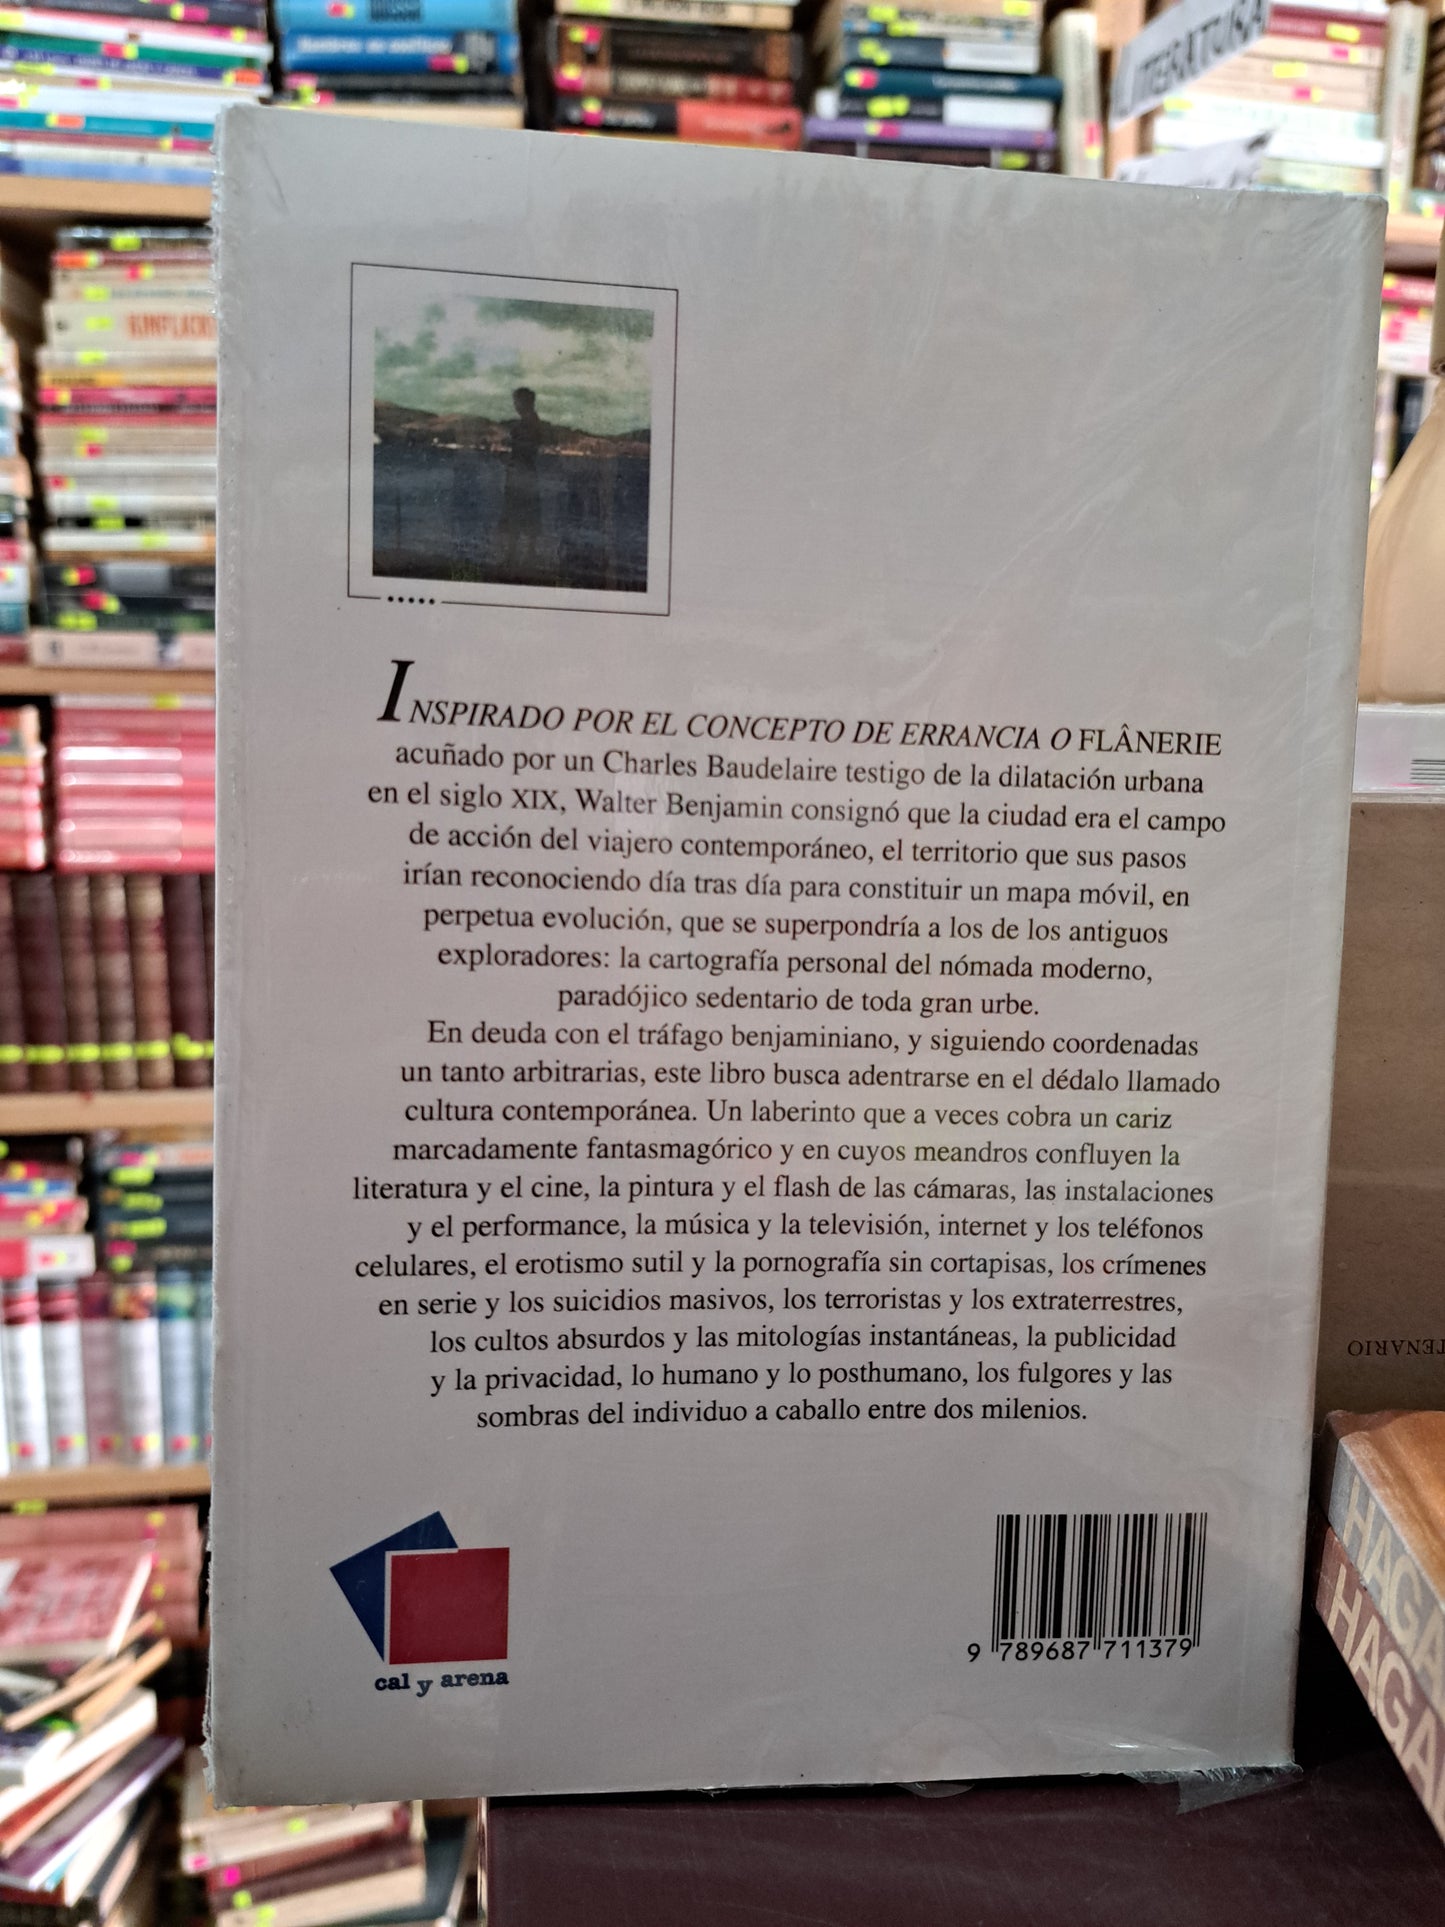 LITERATURA
INSPIRADO POR EL CONCEPTO DE ERRANCIA O FLÂNERIE
acuñado por un Charles Baudelaire testigo de la dilatación urbana
en el siglo XIX, Walter Benjamin consignó que la ciudad era el campo
de acción del viajero contemporáneo, el territorio que sus pasos
irían reconociendo día tras día para constituir un mapa móvil, en
perpetua evolución, que se superpondría a los de los antiguos
exploradores: la cartografía personal del nómada moderno,
paradójico sedentario de toda gran urbe.
En deuda con el tráfago benjaminiano, y siguiendo coordenadas
un tanto arbitrarias, este libro busca adentrarse en el dédalo llamado
cultura contemporánea. Un laberinto que a veces cobra un cariz
marcadamente fantasmagórico y en cuyos meandros confluyen la
literatura y el cine, la pintura y el flash de las cámaras, las instalaciones
y el performance, la música y la televisión, internet y los teléfonos
celulares, el erotismo sutil y la pornografía sin cortapisas, los crímenes
en serie y los suicidios masivos, los terroristas y los extraterrestres,
los cultos absurdos y las mitologías instantáneas, la publicidad
y la privacidad, lo humano y lo posthumano, los fulgores y las
sombras del individuo a caballo entre dos milenios.
cal y arena
9 789687 711379
TENARIO
HAGA
HAGA